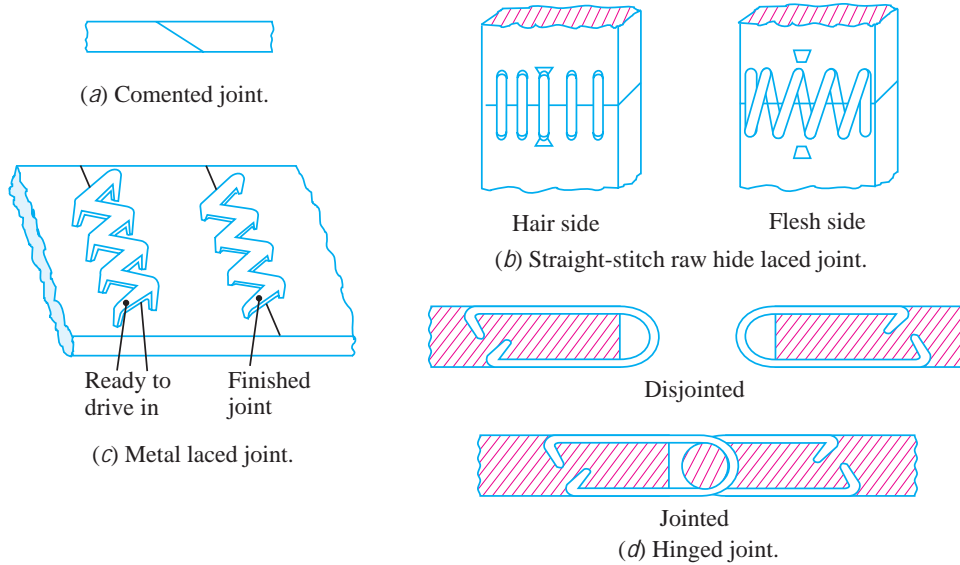 (a) Comented joint.
Hair side
Flesh side
(b) Straight-stitch raw hide laced joint.
Ready to
drive in
Finished
joint
(c) Metal laced joint.
Disjointed
Jointed
(d) Hinged joint.